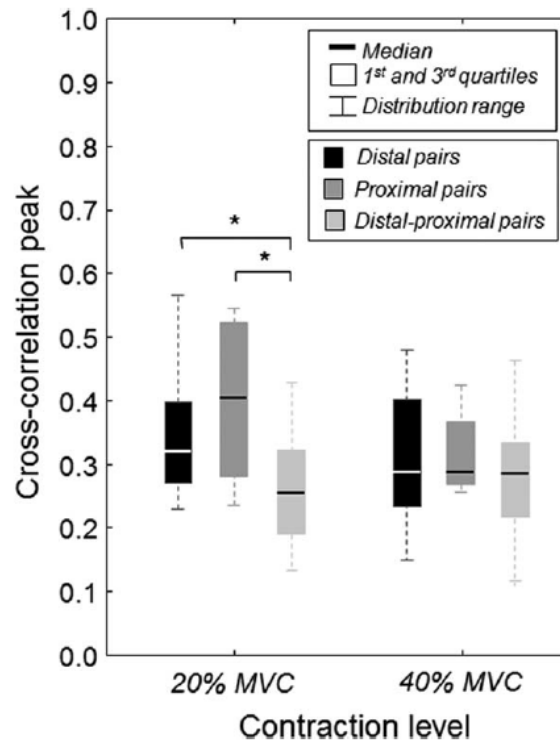 1.0
0.9
0.8
0.7
0.6
0.5
0.4
0.3
0.2
0.1
0.0
Cross-correlation peak
Median
1st and 3rd quartiles
Distribution range
Distal pairs
Proximal pairs
Distal-proximal pairs
*
*
20% MVC 40% MVC
Contraction level